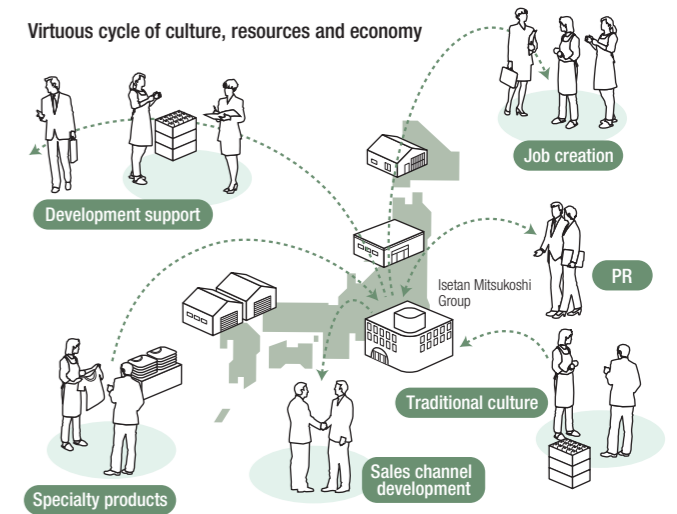 Virtuous cycle of culture, resources and economy
Job creation
Development support
PR
Isetan Mitsukoshi
Group
Traditional culture
Sales channel
development
Specialty products